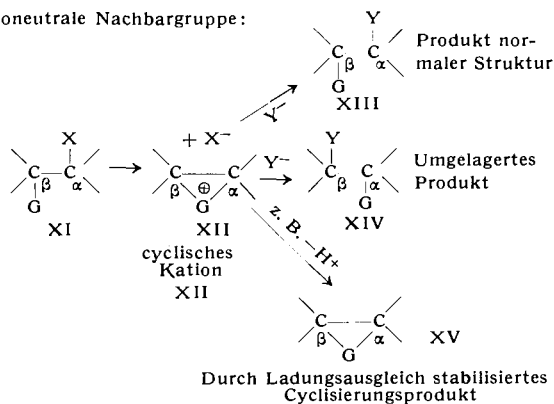 oneutrale Nachbargruppe:
Y
C β C α
G
XIII
Produkt nor-
maler Struktur
Y⁻
+ X⁻
X
C β C α
G
XI
C β ⊕ C α
G
XII
cyclisches
Kation
XII
Y⁻
Y
C β C α
G
XIV
Umgelagertes
Produkt
z. B. –H⁺
C β C α
G
XV
Durch Ladungsausgleich stabilisiertes
Cyclisierungsprodukt